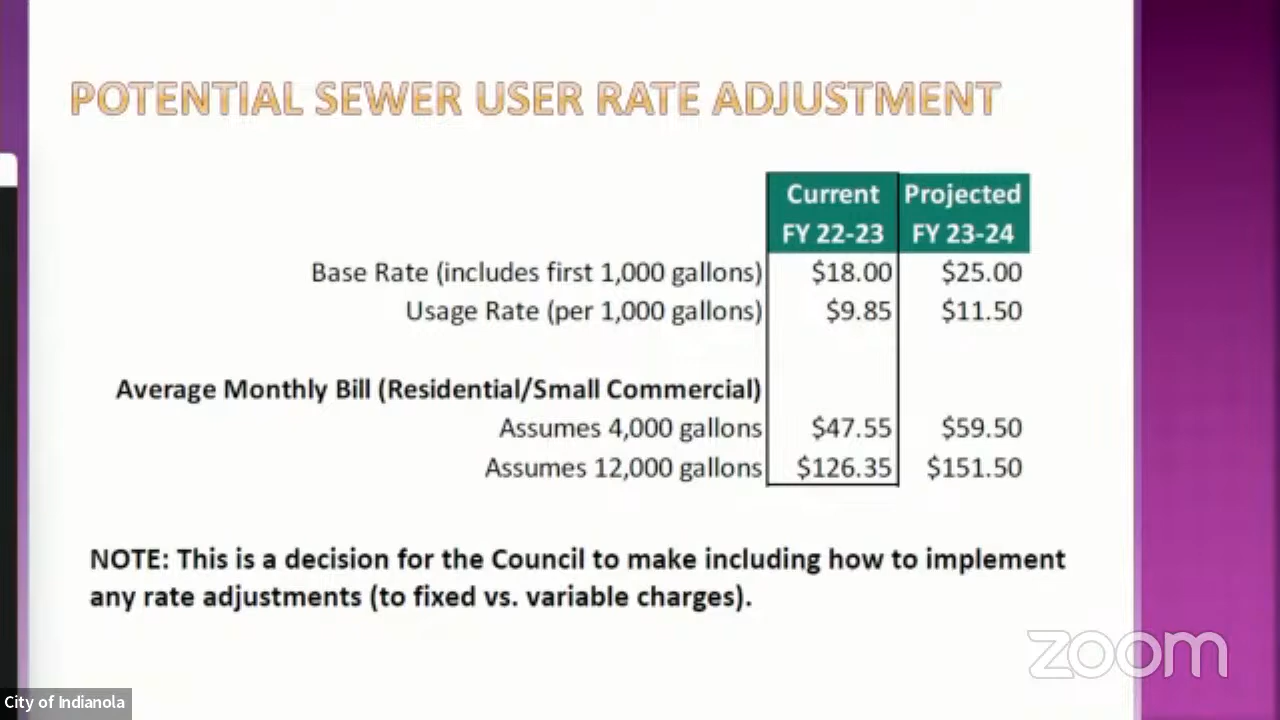 POTENTIAL SEWER USER RATE ADJUSTMENT
Current Projected
FY 22-23 FY 23-24
Base Rate (includes first 1,000 gallons) $18.00 $25.00
Usage Rate (per 1,000 gallons) $9.85 $11.50
Average Monthly Bill (Residential/Small Commercial)
Assumes 4,000 gallons $47.55 $59.50
Assumes 12,000 gallons $126.35 $151.50
NOTE: This is a decision for the Council to make including how to implement
any rate adjustments (to fixed vs. variable charges).
zoom
City of Indianola